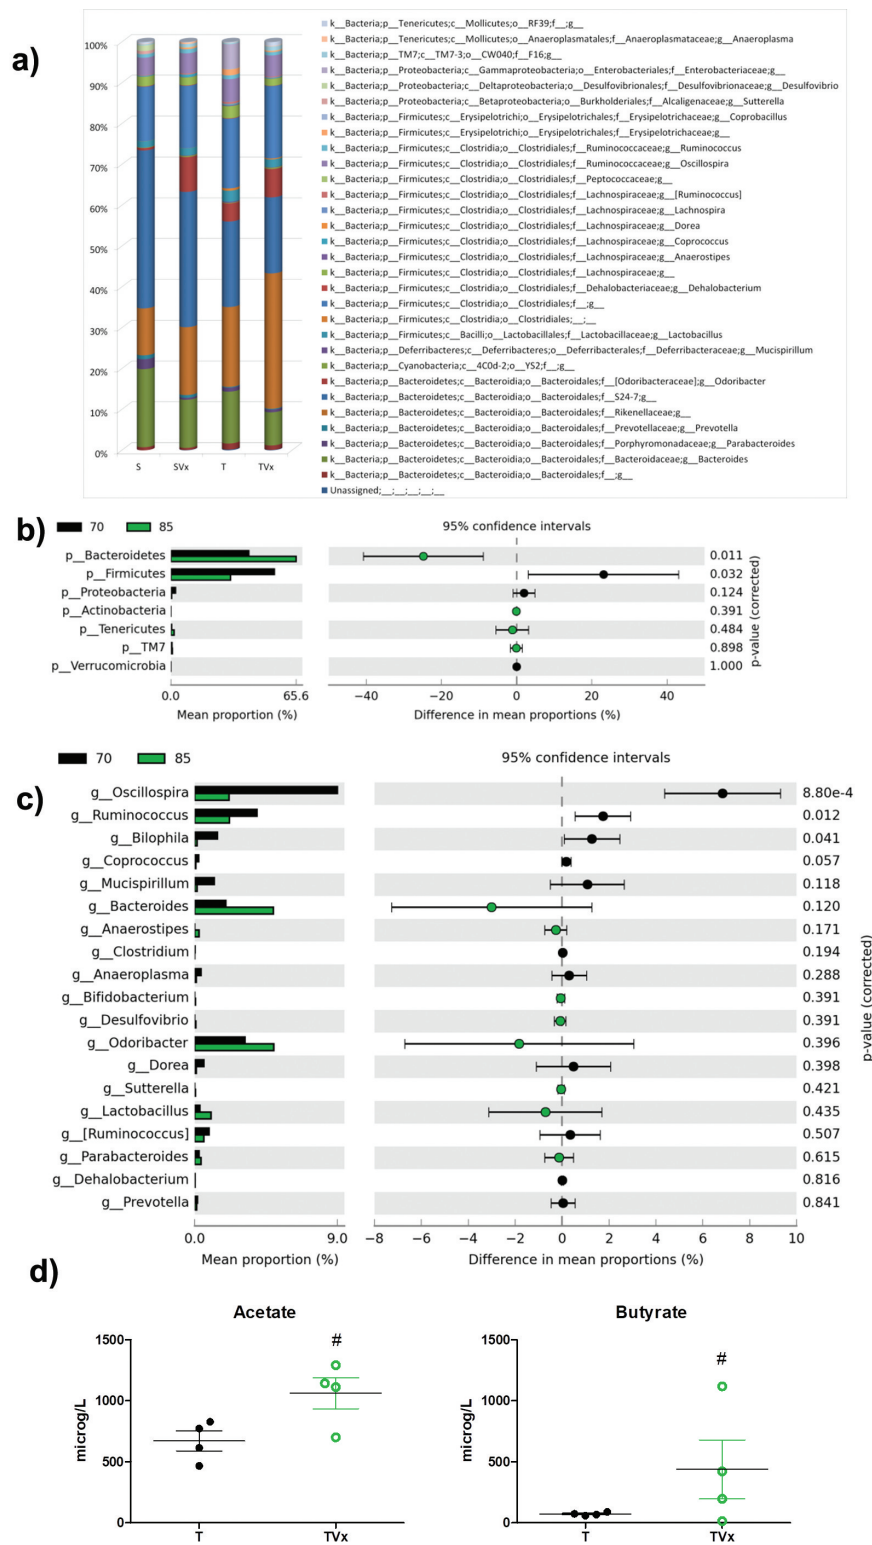 a)
100%
90%
80%
70%
60%
50%
40%
30%
20%
10%
0%
S SVx T TVx
k__Bacteria;p__Tenericutes;c__Mollicutes;o__RF39;f__;g__
k__Bacteria;p__Tenericutes;c__Mollicutes;o__Anaeroplasmatales;f__Anaeroplasmataceae;g__Anaeroplasma
k__Bacteria;p__TM7;c__TM7-3;o__CW040;f__F16;g__
k__Bacteria;p__Proteobacteria;c__Gammaproteobacteria;o__Enterobacteriales;f__Enterobacteriaceae;g__
k__Bacteria;p__Proteobacteria;c__Deltaproteobacteria;o__Desulfovibrionales;f__Desulfovibrionaceae;g__Desulfovibrio
k__Bacteria;p__Proteobacteria;c__Betaproteobacteria;o__Burkholderiales;f__Alcaligenaceae;g__Sutterella
k__Bacteria;p__Firmicutes;c__Erysipelotrichi;o__Erysipelotrichales;f__Erysipelotrichaceae;g__Coprobacillus
k__Bacteria;p__Firmicutes;c__Erysipelotrichi;o__Erysipelotrichales;f__Erysipelotrichaceae;g__
k__Bacteria;p__Firmicutes;c__Clostridia;o__Clostridiales;f__Ruminococcaceae;g__Ruminococcus
k__Bacteria;p__Firmicutes;c__Clostridia;o__Clostridiales;f__Ruminococcaceae;g__Oscillospira
k__Bacteria;p__Firmicutes;c__Clostridia;o__Clostridiales;f__Peptococcaceae;g__
k__Bacteria;p__Firmicutes;c__Clostridia;o__Clostridiales;f__Lachnospiraceae;g__[Ruminococcus]
k__Bacteria;p__Firmicutes;c__Clostridia;o__Clostridiales;f__Lachnospiraceae;g__Lachnospira
k__Bacteria;p__Firmicutes;c__Clostridia;o__Clostridiales;f__Lachnospiraceae;g__Dorea
k__Bacteria;p__Firmicutes;c__Clostridia;o__Clostridiales;f__Lachnospiraceae;g__Coprococcus
k__Bacteria;p__Firmicutes;c__Clostridia;o__Clostridiales;f__Lachnospiraceae;g__Anaerostipes
k__Bacteria;p__Firmicutes;c__Clostridia;o__Clostridiales;f__Lachnospiraceae;g__
k__Bacteria;p__Firmicutes;c__Clostridia;o__Clostridiales;f__Dehalobacteriaceae;g__Dehalobacterium
k__Bacteria;p__Firmicutes;c__Clostridia;o__Clostridiales;f__;g__
k__Bacteria;p__Firmicutes;c__Clostridia;o__Clostridiales;__;__
k__Bacteria;p__Firmicutes;c__Bacilli;o__Lactobacillales;f__Lactobacillaceae;g__Lactobacillus
k__Bacteria;p__Deferribacteres;c__Deferribacteres;o__Deferribacterales;f__Deferribacteraceae;g__Mucispirillum
k__Bacteria;p__Cyanobacteria;c__4C0d-2;o__YS2;f__;g__
k__Bacteria;p__Bacteroidetes;c__Bacteroidia;o__Bacteroidales;f__[Odoribacteraceae];g__Odoribacter
k__Bacteria;p__Bacteroidetes;c__Bacteroidia;o__Bacteroidales;f__S24-7;g__
k__Bacteria;p__Bacteroidetes;c__Bacteroidia;o__Bacteroidales;f__Rikenellaceae;g__
k__Bacteria;p__Bacteroidetes;c__Bacteroidia;o__Bacteroidales;f__Prevotellaceae;g__Prevotella
k__Bacteria;p__Bacteroidetes;c__Bacteroidia;o__Bacteroidales;f__Porphyromonadaceae;g__Parabacteroides
k__Bacteria;p__Bacteroidetes;c__Bacteroidia;o__Bacteroidales;f__Bacteroidaceae;g__Bacteroides
k__Bacteria;p__Bacteroidetes;c__Bacteroidia;o__Bacteroidales;f__;g__
Unassigned;__;__;__;__;__
b)
70 85 95% confidence intervals
p__Bacteroidetes 0.011
p__Firmicutes 0.032
p__Proteobacteria 0.124
p__Actinobacteria 0.391
p__Tenericutes 0.484
p__TM7 0.898
p__Verrucomicrobia 1.000
p-value (corrected)
0.0 65.6 −40 −20 0 20 40
Mean proportion (%) Difference in mean proportions (%)
c)
70 85 95% confidence intervals
g__Oscillospira 8.80e-4
g__Ruminococcus 0.012
g__Bilophila 0.041
g__Coprococcus 0.057
g__Mucispirillum 0.118
g__Bacteroides 0.120
g__Anaerostipes 0.171
g__Clostridium 0.194
g__Anaeroplasma 0.288
g__Bifidobacterium 0.391
g__Desulfovibrio 0.391
g__Odoribacter 0.396
g__Dorea 0.398
g__Sutterella 0.421
g__Lactobacillus 0.435
g__[Ruminococcus] 0.507
g__Parabacteroides 0.615
g__Dehalobacterium 0.816
g__Prevotella 0.841
p-value (corrected)
0.0 9.0 −8 −6 −4 −2 0 2 4 6 8 10
Mean proportion (%) Difference in mean proportions (%)
d)
Acetate
microg/L
1500
1000
500
0
#
T TVx
Butyrate
microg/L
1500
1000
500
0
#
T TVx